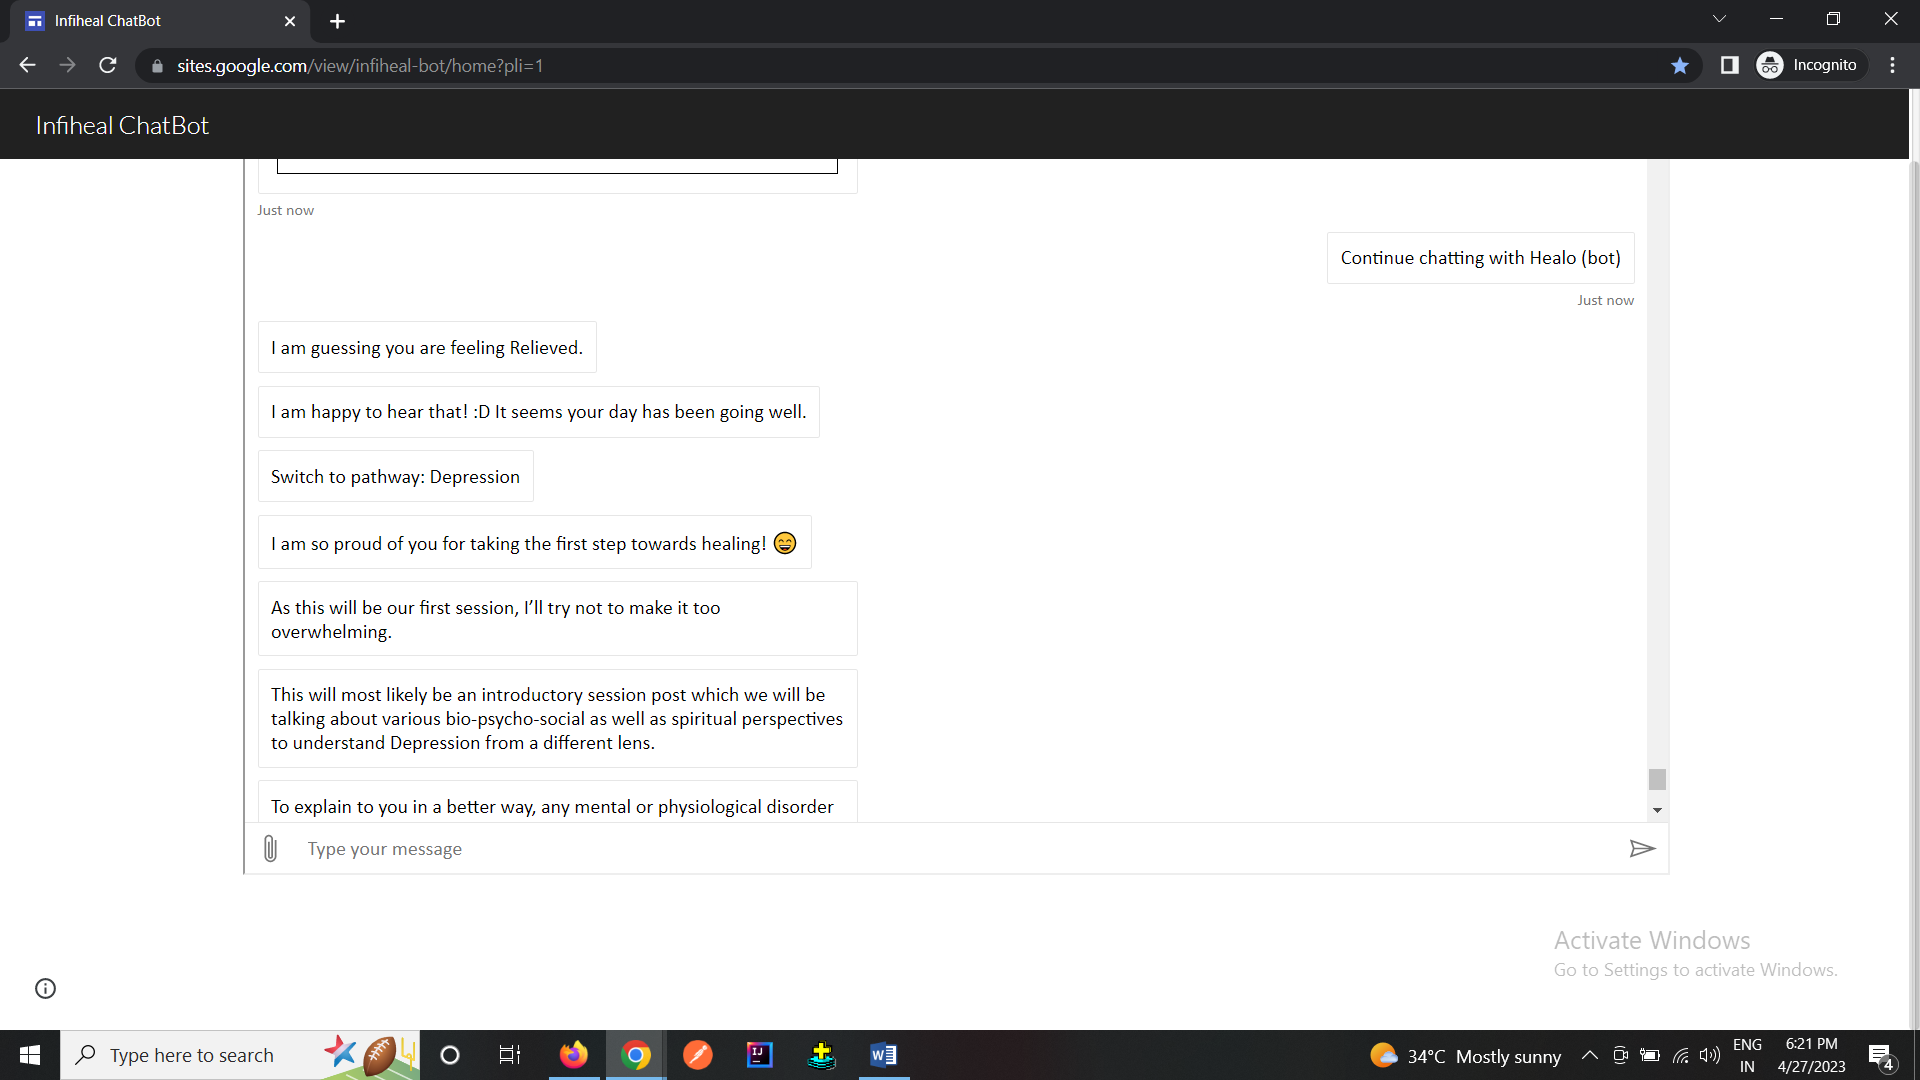 Infiheal ChatBot
sites.google.com/view/infiheal-bot/home?pli=1
Incognito
Infiheal ChatBot
Just now
Continue chatting with Healo (bot)
Just now
I am guessing you are feeling Relieved.
I am happy to hear that! :D It seems your day has been going well.
Switch to pathway: Depression
I am so proud of you for taking the first step towards healing! 😄
As this will be our first session, I’ll try not to make it too
overwhelming.
This will most likely be an introductory session post which we will be
talking about various bio-psycho-social as well as spiritual perspectives
to understand Depression from a different lens.
To explain to you in a better way, any mental or physiological disorder
Type your message
Activate Windows
Go to Settings to activate Windows.
Type here to search
IJ
W
34°C Mostly sunny
ENG
IN
6:21 PM
4/27/2023
4